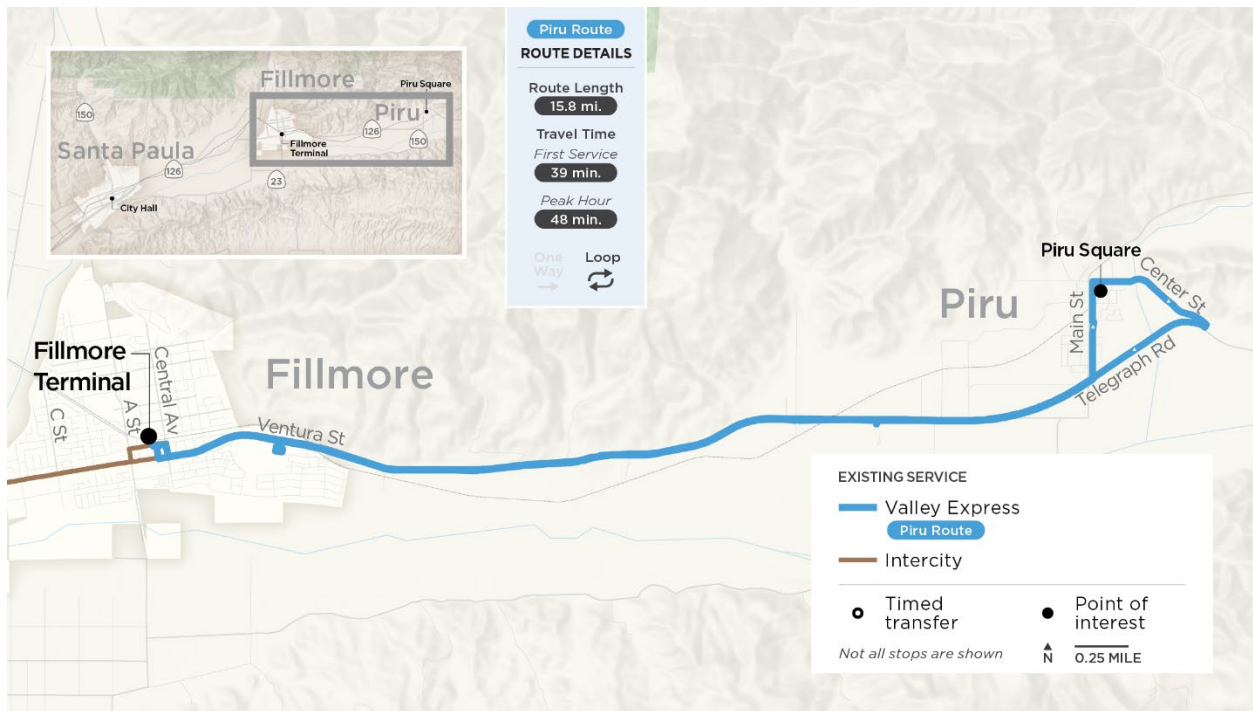 Piru Route
ROUTE DETAILS
Route Length
15.8 mi.
Travel Time
First Service
39 min.
Peak Hour
48 min.
One
Way
Loop
Fillmore
Piru Square
150
Piru
126
150
Fillmore
Terminal
Santa Paula
126
23
City Hall
Piru Square
Center St
Main St
Piru
Telegraph Rd
Fillmore
Terminal
Central Av
A St
C St
Fillmore
Ventura St
EXISTING SERVICE
Valley Express
Piru Route
Intercity
Timed
transfer
Point of
interest
Not all stops are shown
N
0.25 MILE